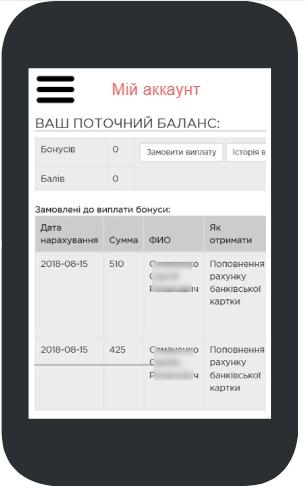 Мій аккаунт
ВАШ ПОТОЧНИЙ БАЛАНС:
Бонусів 0 Замовити виплату Історія в
Балів 0
Замовлені до виплати бонуси:
Дата нарахування Сумма ФИО Як отримати
2018-08-15 510 Поповнення
рахунку
банківської
картки
2018-08-15 425 Поповнення
рахунку
банківської
картки